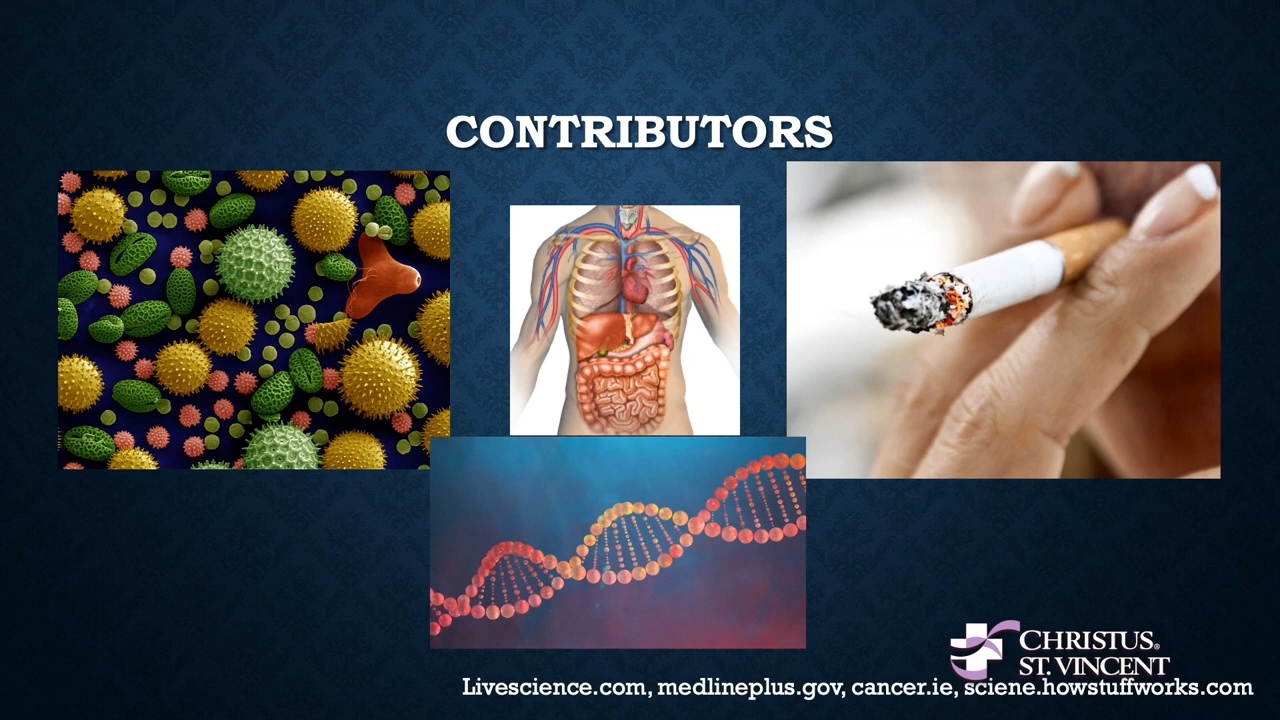 CONTRIBUTORS
CHRISTUS®
ST. VINCENT
Livescience.com, medlineplus.gov, cancer.ie, sciene.howstuffworks.com